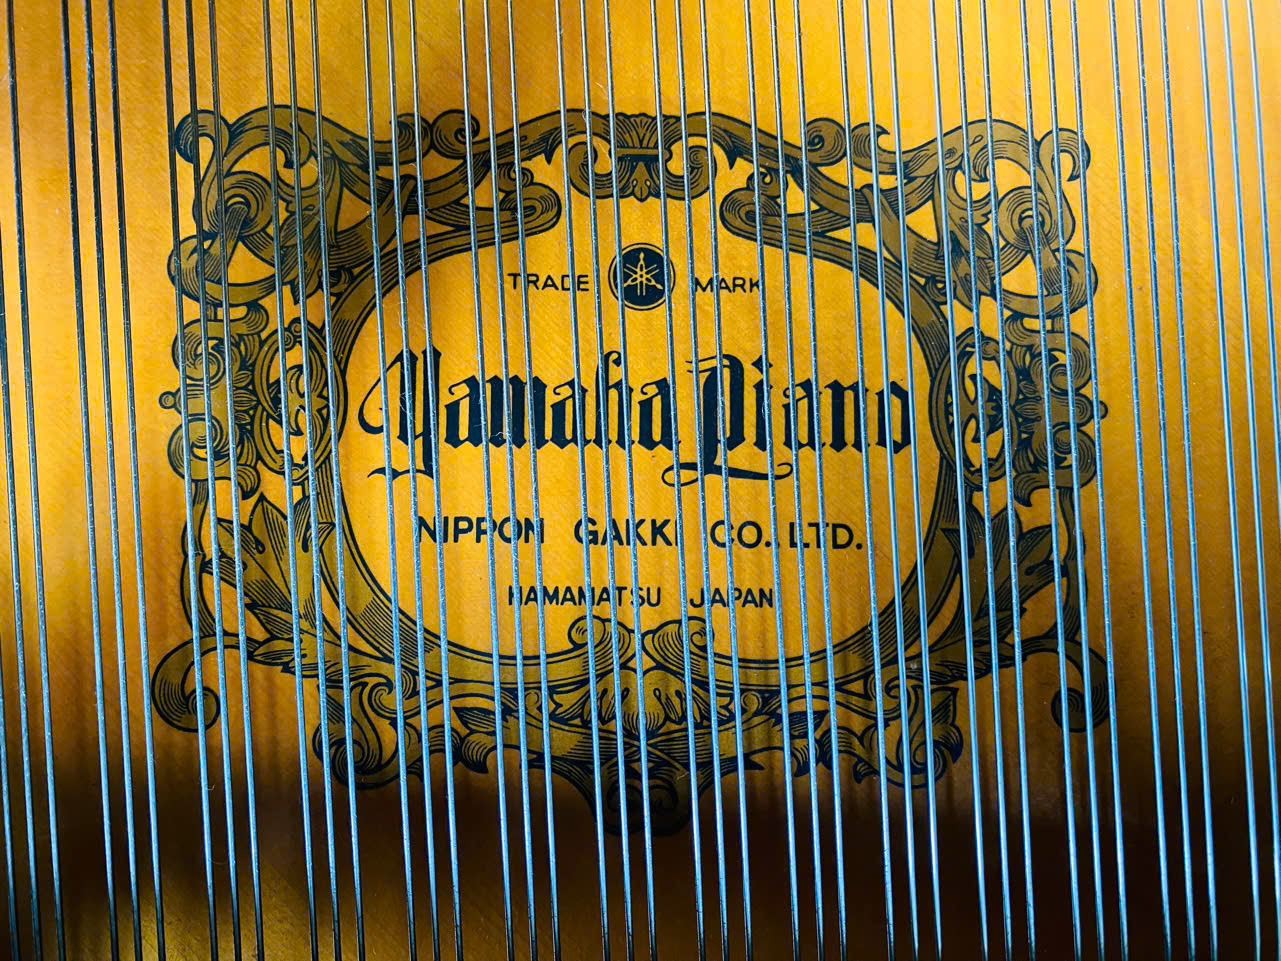 TRADE MARK
Yamaha Piano
NIPPON GAKKI CO. LTD.
HAMAMATSU JAPAN